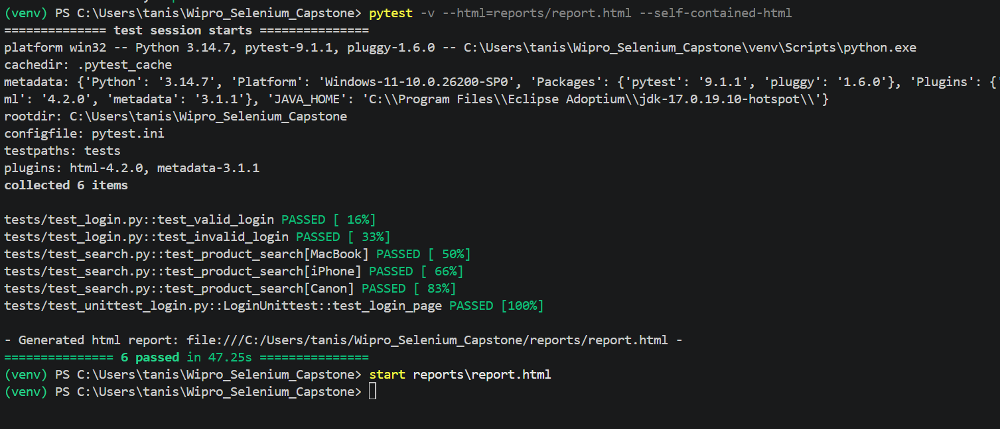 (venv) PS C:\Users\tanis\Wipro_Selenium_Capstone> pytest -v --html=reports/report.html --self-contained-html
============== test session starts ===============
platform win32 -- Python 3.14.7, pytest-9.1.1, pluggy-1.6.0 -- C:\Users\tanis\Wipro_Selenium_Capstone\venv\Scripts\python.exe
cachedir: .pytest_cache
metadata: {'Python': '3.14.7', 'Platform': 'Windows-11-10.0.26200-SP0', 'Packages': {'pytest': '9.1.1', 'pluggy': '1.6.0'}, 'Plugins': {'
ml': '4.2.0', 'metadata': '3.1.1'}, 'JAVA_HOME': 'C:\\Program Files\\Eclipse Adoptium\\jdk-17.0.19.10-hotspot\\'}
rootdir: C:\Users\tanis\Wipro_Selenium_Capstone
configfile: pytest.ini
testpaths: tests
plugins: html-4.2.0, metadata-3.1.1
collected 6 items
tests/test_login.py::test_valid_login PASSED [ 16%]
tests/test_login.py::test_invalid_login PASSED [ 33%]
tests/test_search.py::test_product_search[MacBook] PASSED [ 50%]
tests/test_search.py::test_product_search[iPhone] PASSED [ 66%]
tests/test_search.py::test_product_search[Canon] PASSED [ 83%]
tests/test_unittest_login.py::LoginUnittest::test_login_page PASSED [100%]
- Generated html report: file:///C:/Users/tanis/Wipro_Selenium_Capstone/reports/report.html -
=============== 6 passed in 47.25s ===============
(venv) PS C:\Users\tanis\Wipro_Selenium_Capstone> start reports\report.html
(venv) PS C:\Users\tanis\Wipro_Selenium_Capstone>